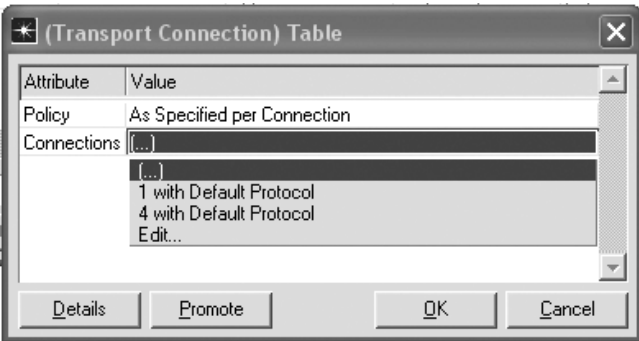 (Transport Connection) Table
Attribute Value
Policy As Specified per Connection
Connections (...)
(...)
1 with Default Protocol
4 with Default Protocol
Edit...
Details Promote OK Cancel